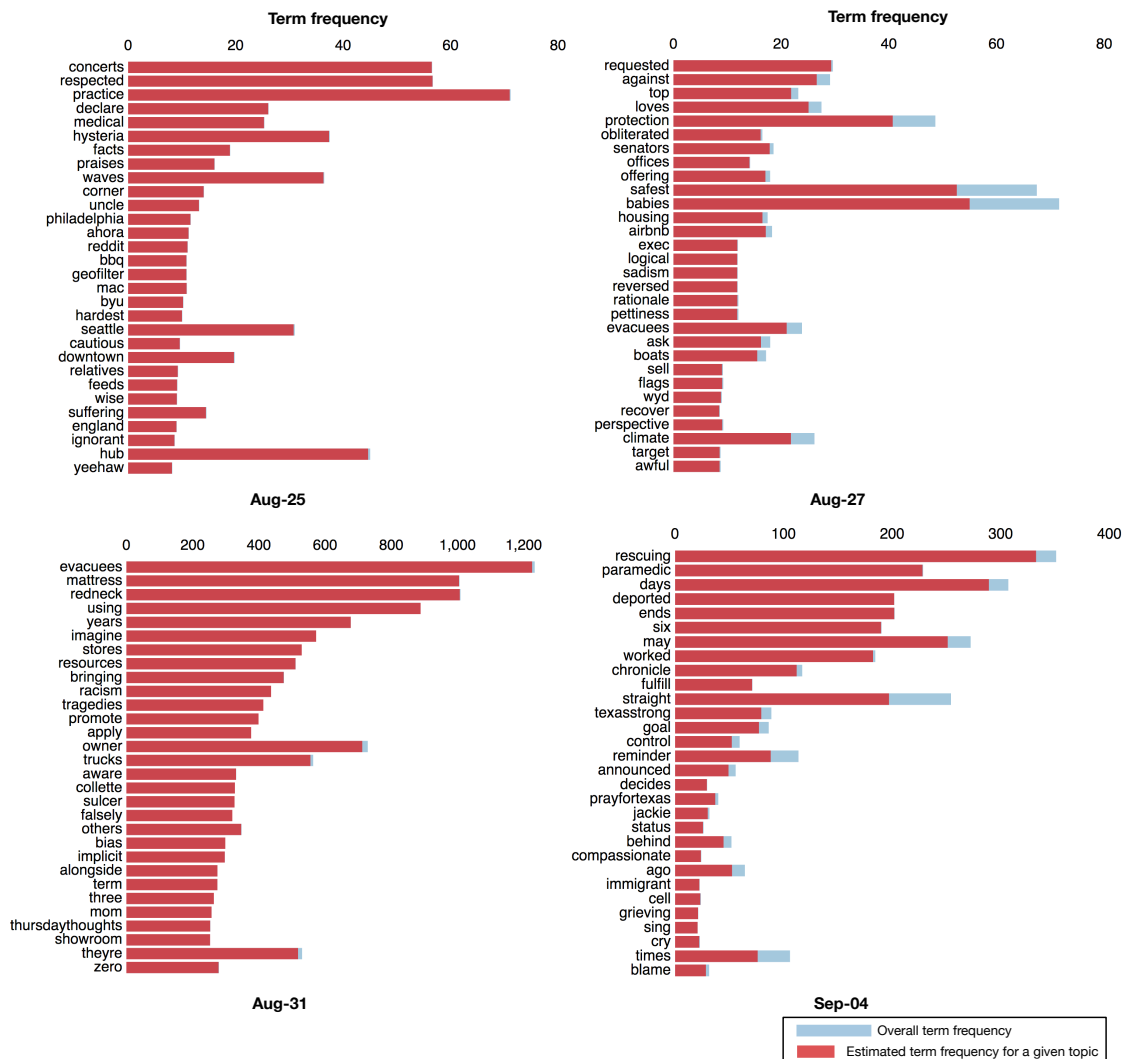 Term frequency
0 20 40 60 80
concerts
respected
practice
declare
medical
hysteria
facts
praises
waves
corner
uncle
philadelphia
ahora
reddit
bbq
geofilter
mac
byu
hardest
seattle
cautious
downtown
relatives
feeds
wise
suffering
england
ignorant
hub
yeehaw
Aug-25
Term frequency
0 20 40 60 80
requested
against
top
loves
protection
obliterated
senators
offices
offering
safest
babies
housing
airbnb
exec
logical
sadism
reversed
rationale
pettiness
evacuees
ask
boats
sell
flags
wyd
recover
perspective
climate
target
awful
Aug-27
0 200 400 600 800 1,000 1,200
evacuees
mattress
redneck
using
years
imagine
stores
resources
bringing
racism
tragedies
promote
apply
owner
trucks
aware
collette
sulcer
falsely
others
bias
implicit
alongside
term
three
mom
thursdaythoughts
showroom
theyre
zero
Aug-31
0 100 200 300 400
rescuing
paramedic
days
deported
ends
six
may
worked
chronicle
fulfill
straight
texasstrong
goal
control
reminder
announced
decides
prayfortexas
jackie
status
behind
compassionate
ago
immigrant
cell
grieving
sing
cry
times
blame
Sep-04
Overall term frequency
Estimated term frequency for a given topic